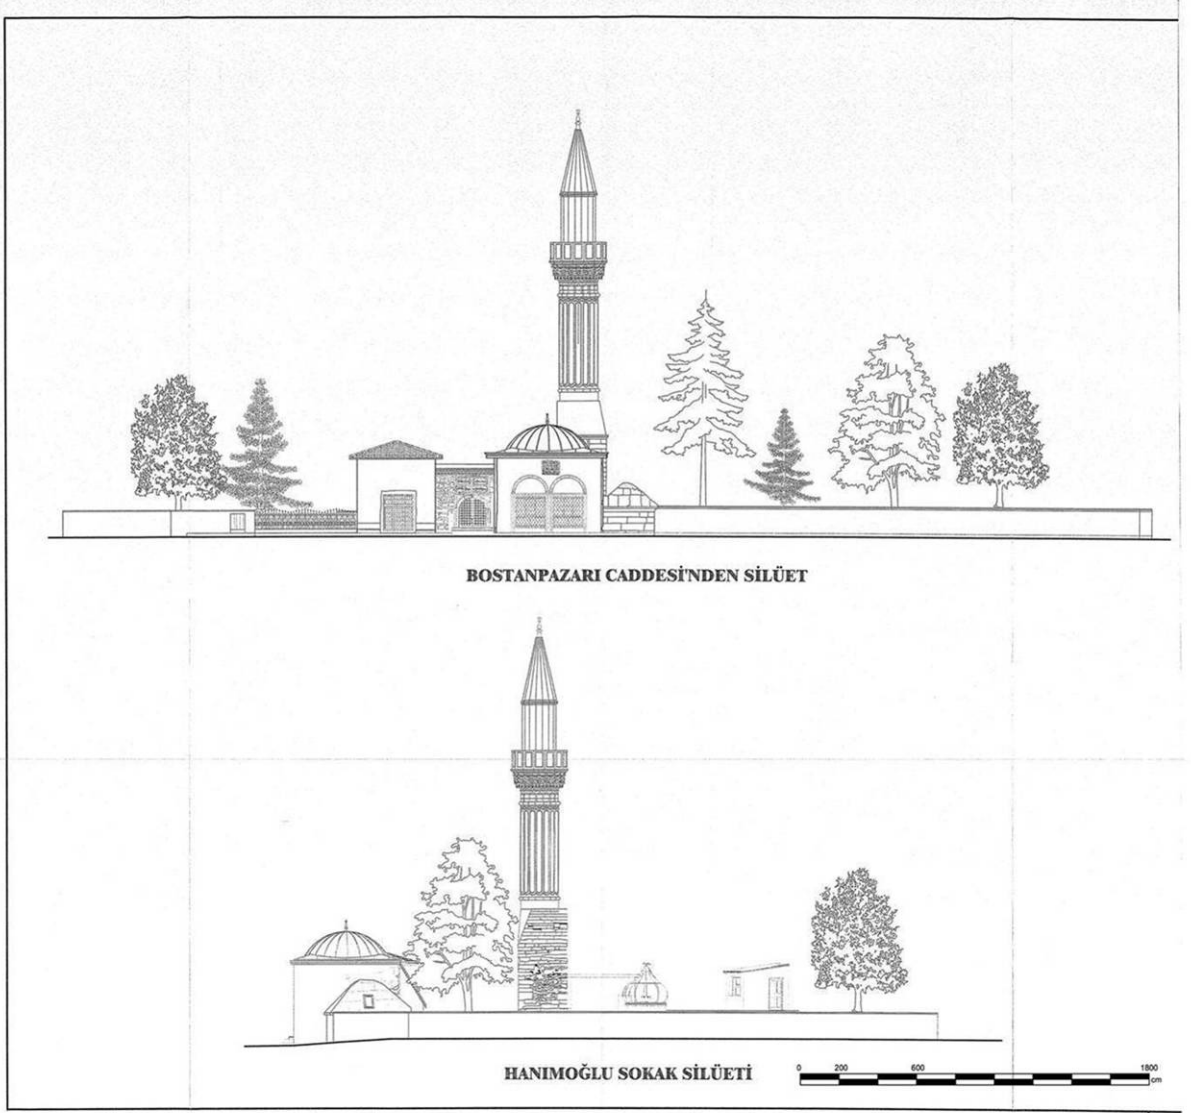 BOSTANPAZARI CADDESİ'NDEN SİLÜET
HANIMOĞLU SOKAK SİLÜETİ
0 200 600 1800
cm